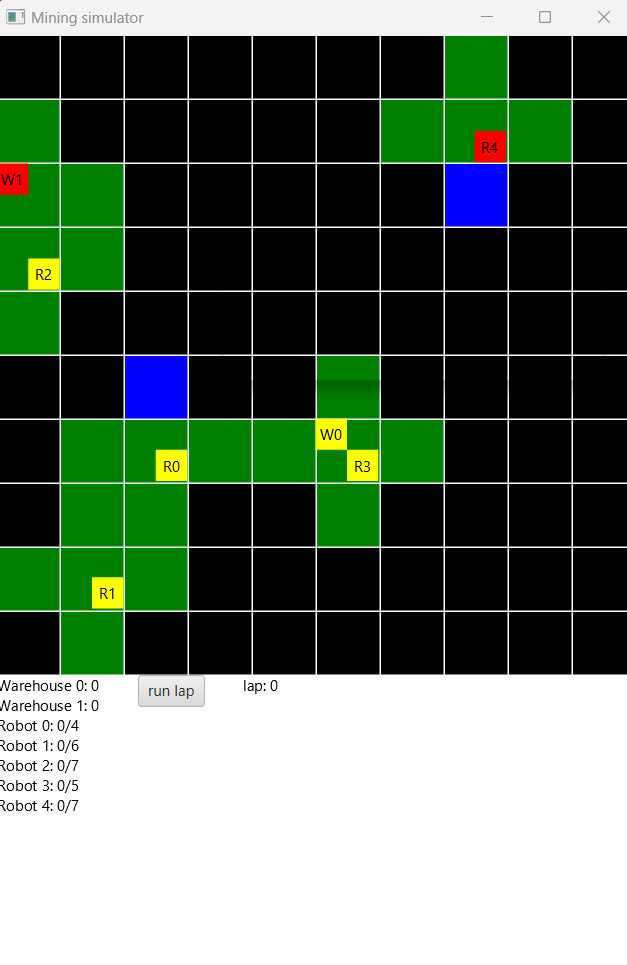 Mining simulator
R4
W1
R2
W0
R0
R3
R1
Warehouse 0: 0
run lap
lap: 0
Warehouse 1: 0
Robot 0: 0/4
Robot 1: 0/6
Robot 2: 0/7
Robot 3: 0/5
Robot 4: 0/7